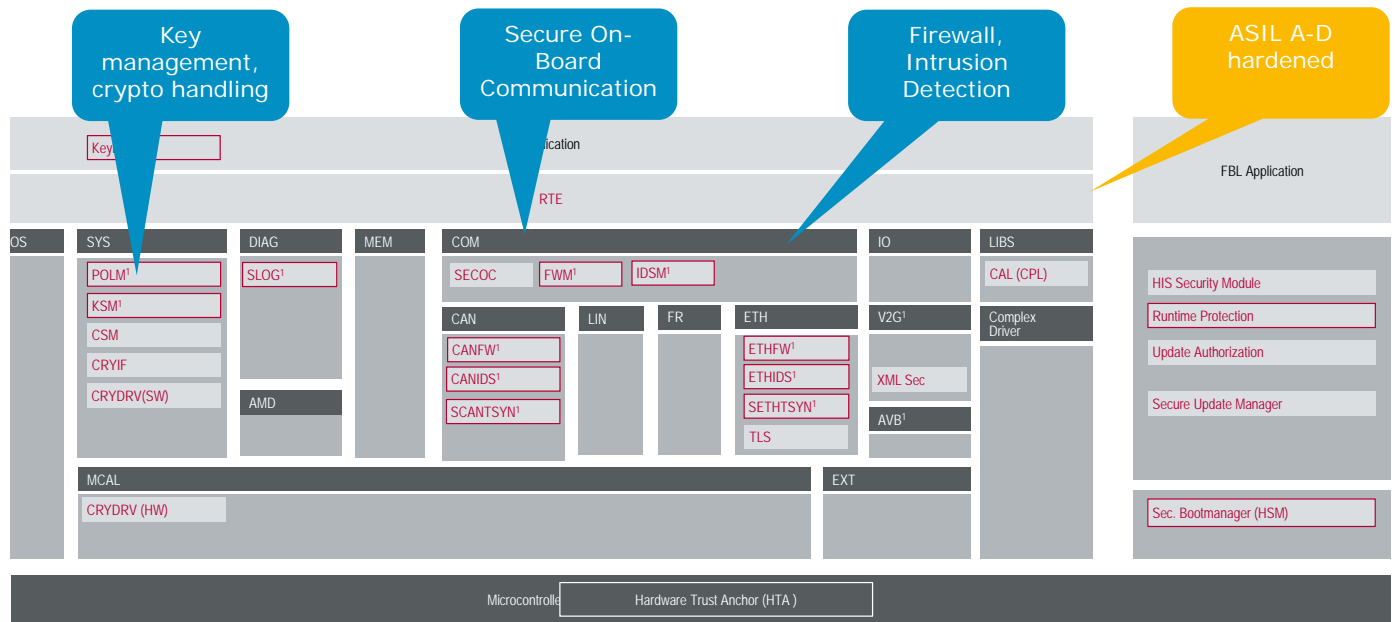 Key
management,
crypto handling
Secure On-
Board
Communication
Firewall,
Intrusion
Detection
ASIL A-D
hardened
Key
ication
FBL Application
RTE
OS
SYS
DIAG
MEM
COM
IO
LIBS
POLM¹
SLOG¹
SECOC
FWM¹
IDSM¹
CAL (CPL)
HIS Security Module
KSM¹
CAN
LIN
FR
ETH
V2G¹
Complex
Driver
Runtime Protection
CSM
CANFW¹
ETHFW¹
Update Authorization
CRYIF
CANIDS¹
ETHIDS¹
XML Sec
CRYDRV(SW)
AMD
SCANTSYN¹
SETHTSYN¹
AVB¹
Secure Update Manager
TLS
MCAL
EXT
CRYDRV (HW)
Sec. Bootmanager (HSM)
Microcontrolle
Hardware Trust Anchor (HTA )